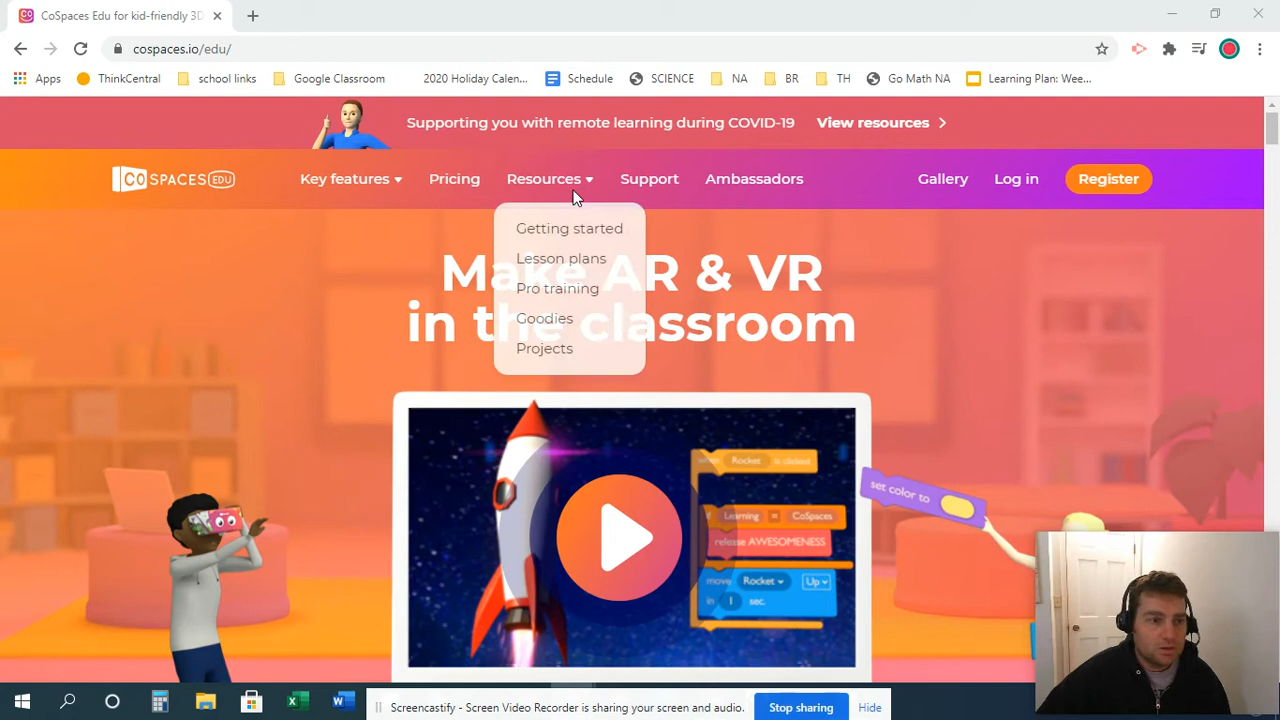 CoSpaces Edu for kid-friendly 3D
cospaces.io/edu/
Apps ThinkCentral school links Google Classroom 2020 Holiday Calen... Schedule SCIENCE NA BR TH Go Math NA Learning Plan: Wee...
Supporting you with remote learning during COVID-19 View resources
CO SPACES EDU Key features Pricing Resources Support Ambassadors Gallery Log in Register
Getting started
Lesson plans
Pro training
Goodies
Projects
Make AR & VR
in the classroom
Rocket is clicked
set color to
Learning = CoSpaces
release AWESOMENESS
move Rocket Up
in 1 sec.
Screencastify - Screen Video Recorder is sharing your screen and audio. Stop sharing Hide